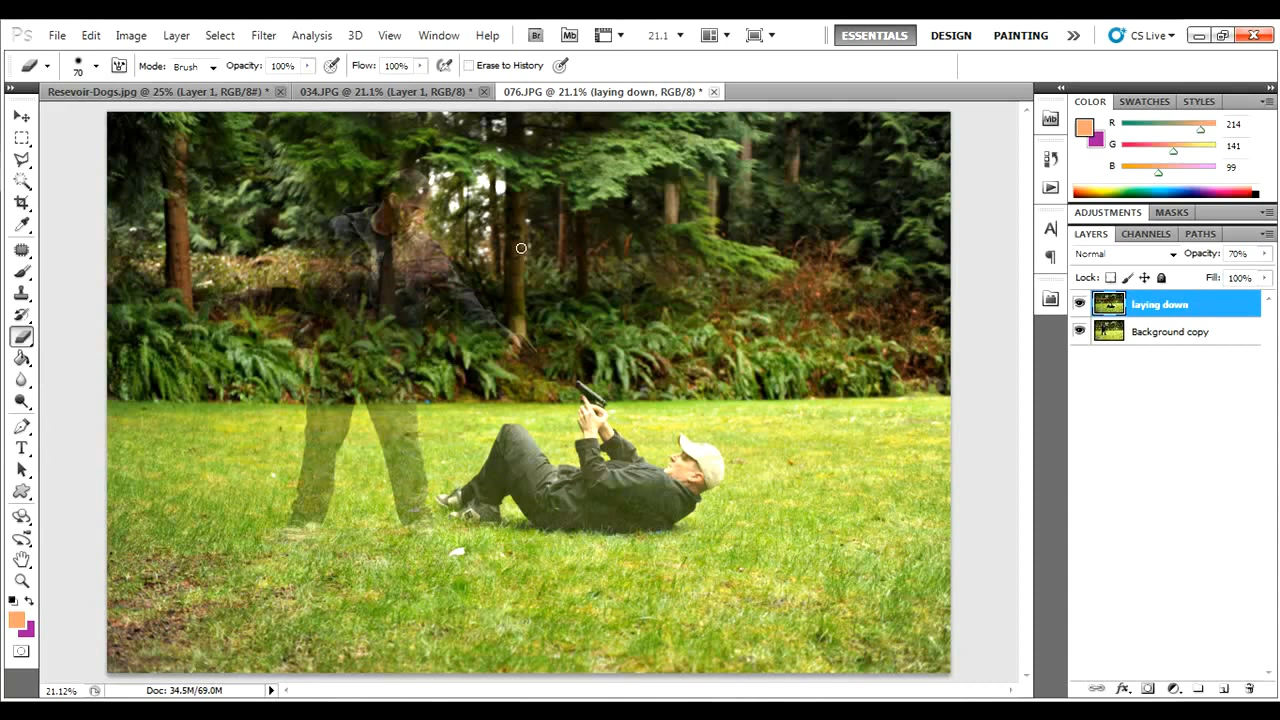 Ps File Edit Image Layer Select Filter Analysis 3D View Window Help Br Mb 21.1 ESSENTIALS DESIGN PAINTING CS Live
70 Mode: Brush Opacity: 100% Flow: 100% Erase to History
Resevoir-Dogs.jpg @ 25% (Layer 1, RGB/8#) * 034.JPG @ 21.1% (Layer 1, RGB/8) * 076.JPG @ 21.1% (laying down, RGB/8) *
COLOR SWATCHES STYLES
Mb
R 214
G 141
B 99
ADJUSTMENTS MASKS
A
LAYERS CHANNELS PATHS
Normal Opacity: 70%
Lock: Fill: 100%
laying down
Background copy
T
21.12% Doc: 34.5M/69.0M fx